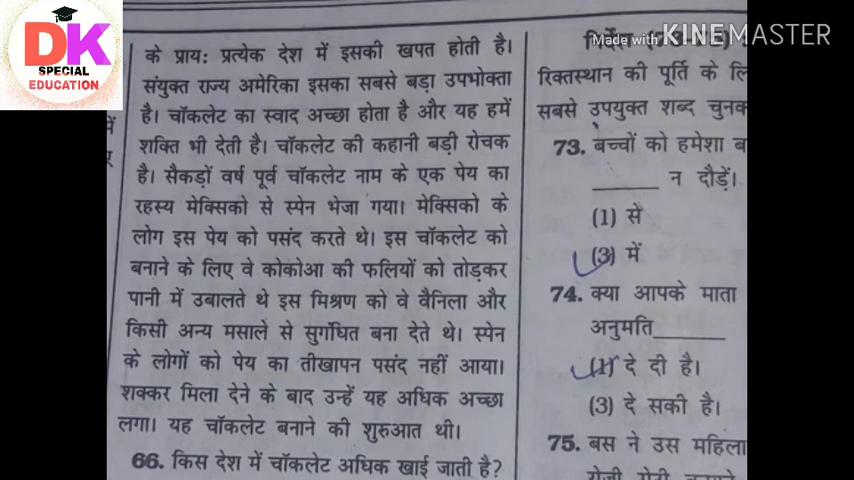 DK
SPECIAL
EDUCATION
Made with KINEMASTER
के प्राय: प्रत्येक देश में इसकी खपत होती है।
संयुक्त राज्य अमेरिका इसका सबसे बड़ा उपभोक्ता
है। चॉकलेट का स्वाद अच्छा होता है और यह हमें
शक्ति भी देती है। चॉकलेट की कहानी बड़ी रोचक
है। सैकड़ों वर्ष पूर्व चॉकलेट नाम के एक पेय का
रहस्य मेक्सिको से स्पेन भेजा गया। मेक्सिको के
लोग इस पेय को पसंद करते थे। इस चॉकलेट को
बनाने के लिए वे कोकोआ की फलियों को तोड़कर
पानी में उबालते थे इस मिश्रण को वे वैनिला और
किसी अन्य मसाले से सुगंधित बना देते थे। स्पेन
के लोगों को पेय का तीखापन पसंद नहीं आया।
शक्कर मिला देने के बाद उन्हें यह अधिक अच्छा
लगा। यह चॉकलेट बनाने की शुरुआत थी।
66. किस देश में चॉकलेट अधिक खाई जाती है?
रिक्तस्थान की पूर्ति के लि
सबसे उपयुक्त शब्द चुनक
73. बच्चों को हमेशा ब
______ न दौड़ें।
(1) से
(3) में
74. क्या आपके माता
अनुमति______
(1) दे दी है।
(3) दे सकी है।
75. बस ने उस महिला